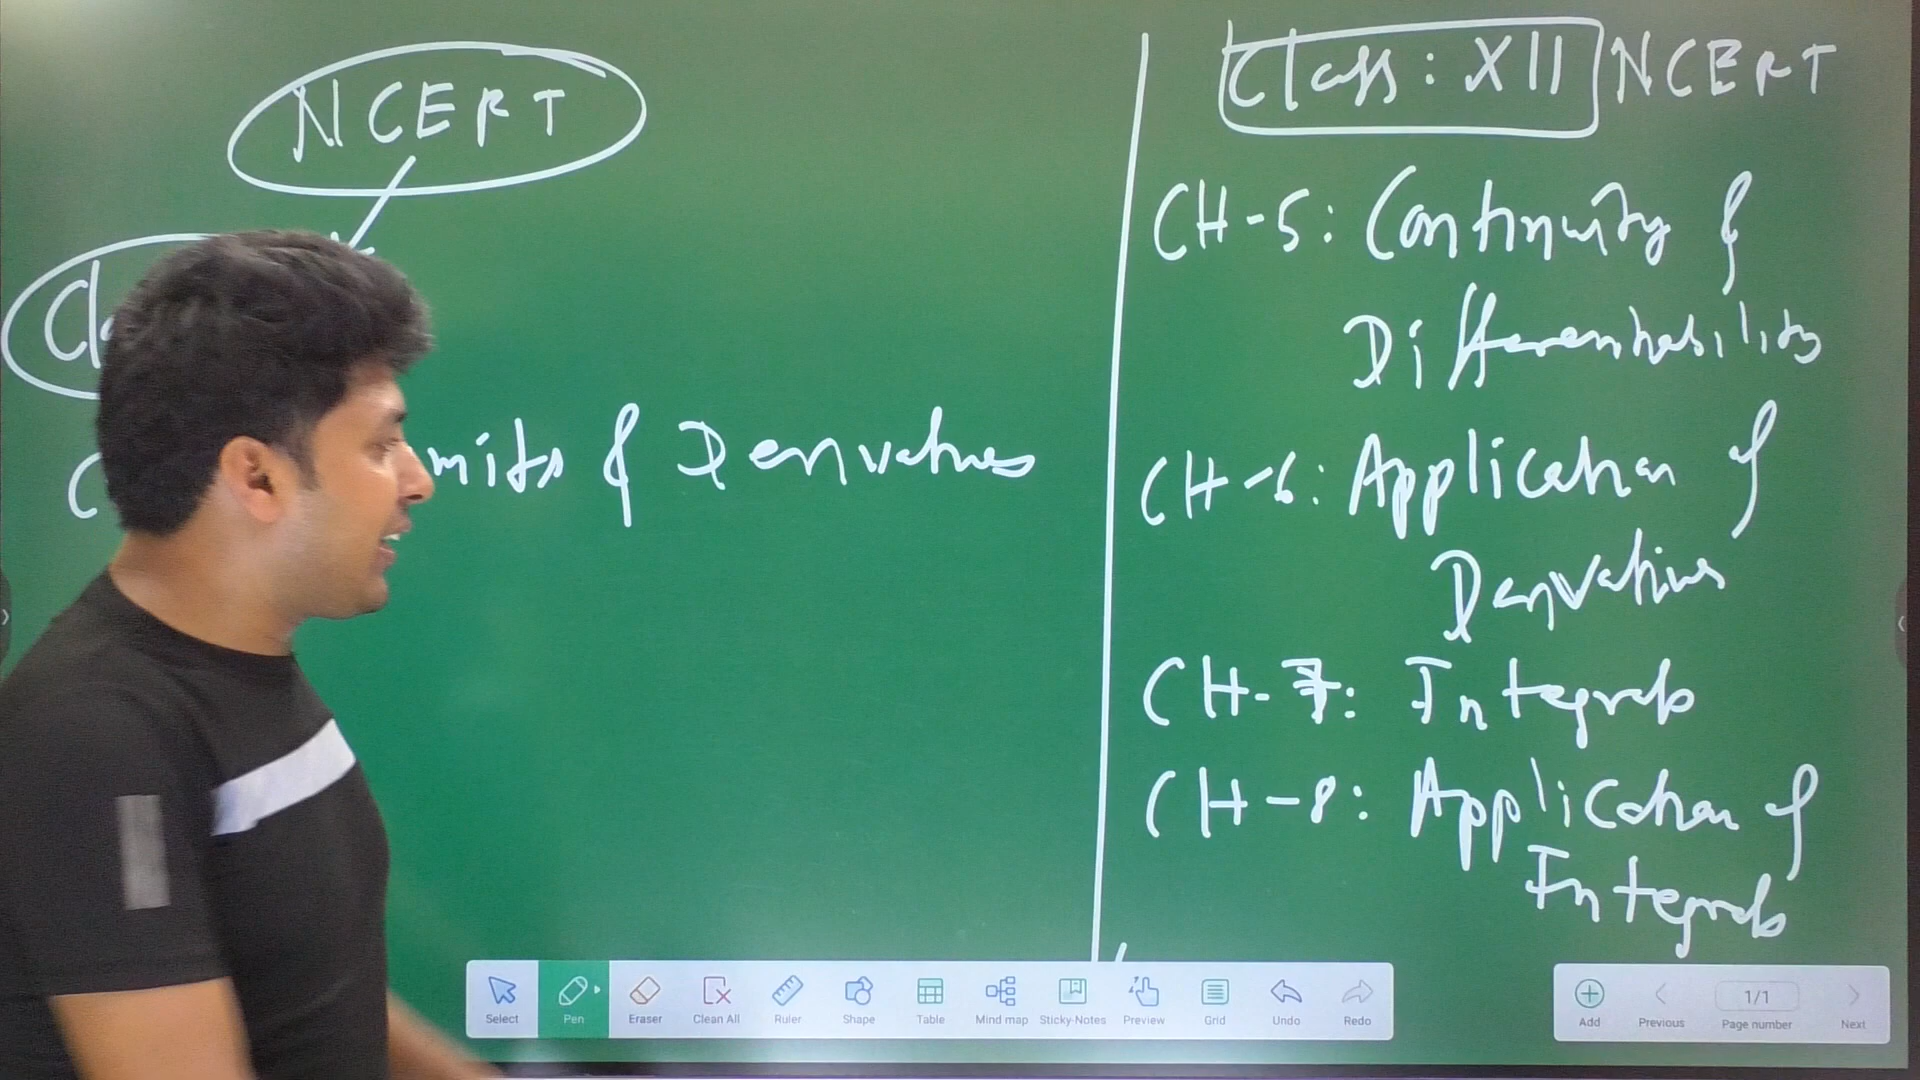 NCERT
mits & Derivatives
Class: XII NCERT
CH-5: Continuity &
Differentiability
CH-6: Application of
Derivatives
CH-7: Integrals
CH-8: Application of
Integrals
Select
Pen
Eraser
Clean All
Ruler
Shape
Table
Mind map
Sticky-Notes
Preview
Grid
Undo
Redo
Add
Previous
1/1
Page number
Next